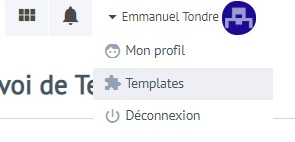 Emmanuel Tondre
Mon profil
voi de Te
Templates
Déconnexion